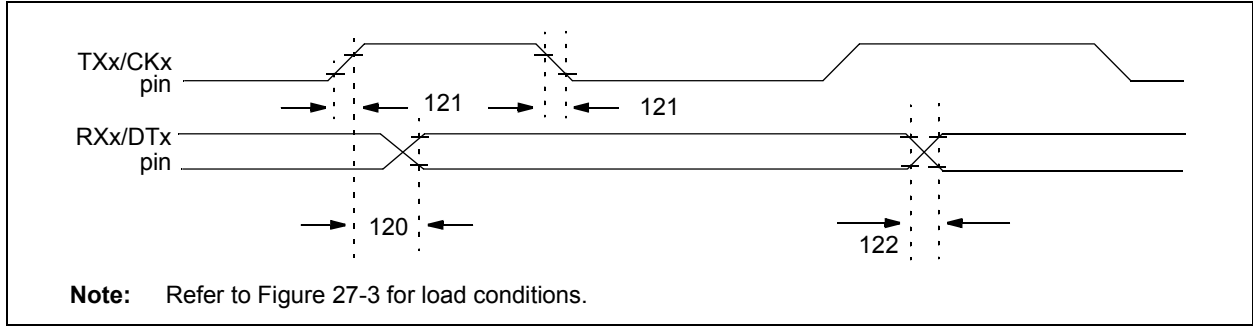 TXx/CKx
pin
121
121
RXx/DTx
pin
120
122
Note: Refer to Figure 27-3 for load conditions.